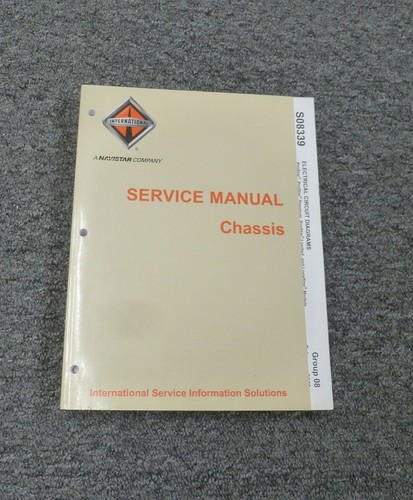 INTERNATIONAL
A NAVISTAR COMPANY
SERVICE MANUAL
Chassis
International Service Information Solutions
S08339
ELECTRICAL CIRCUIT DIAGRAMS
Group 08